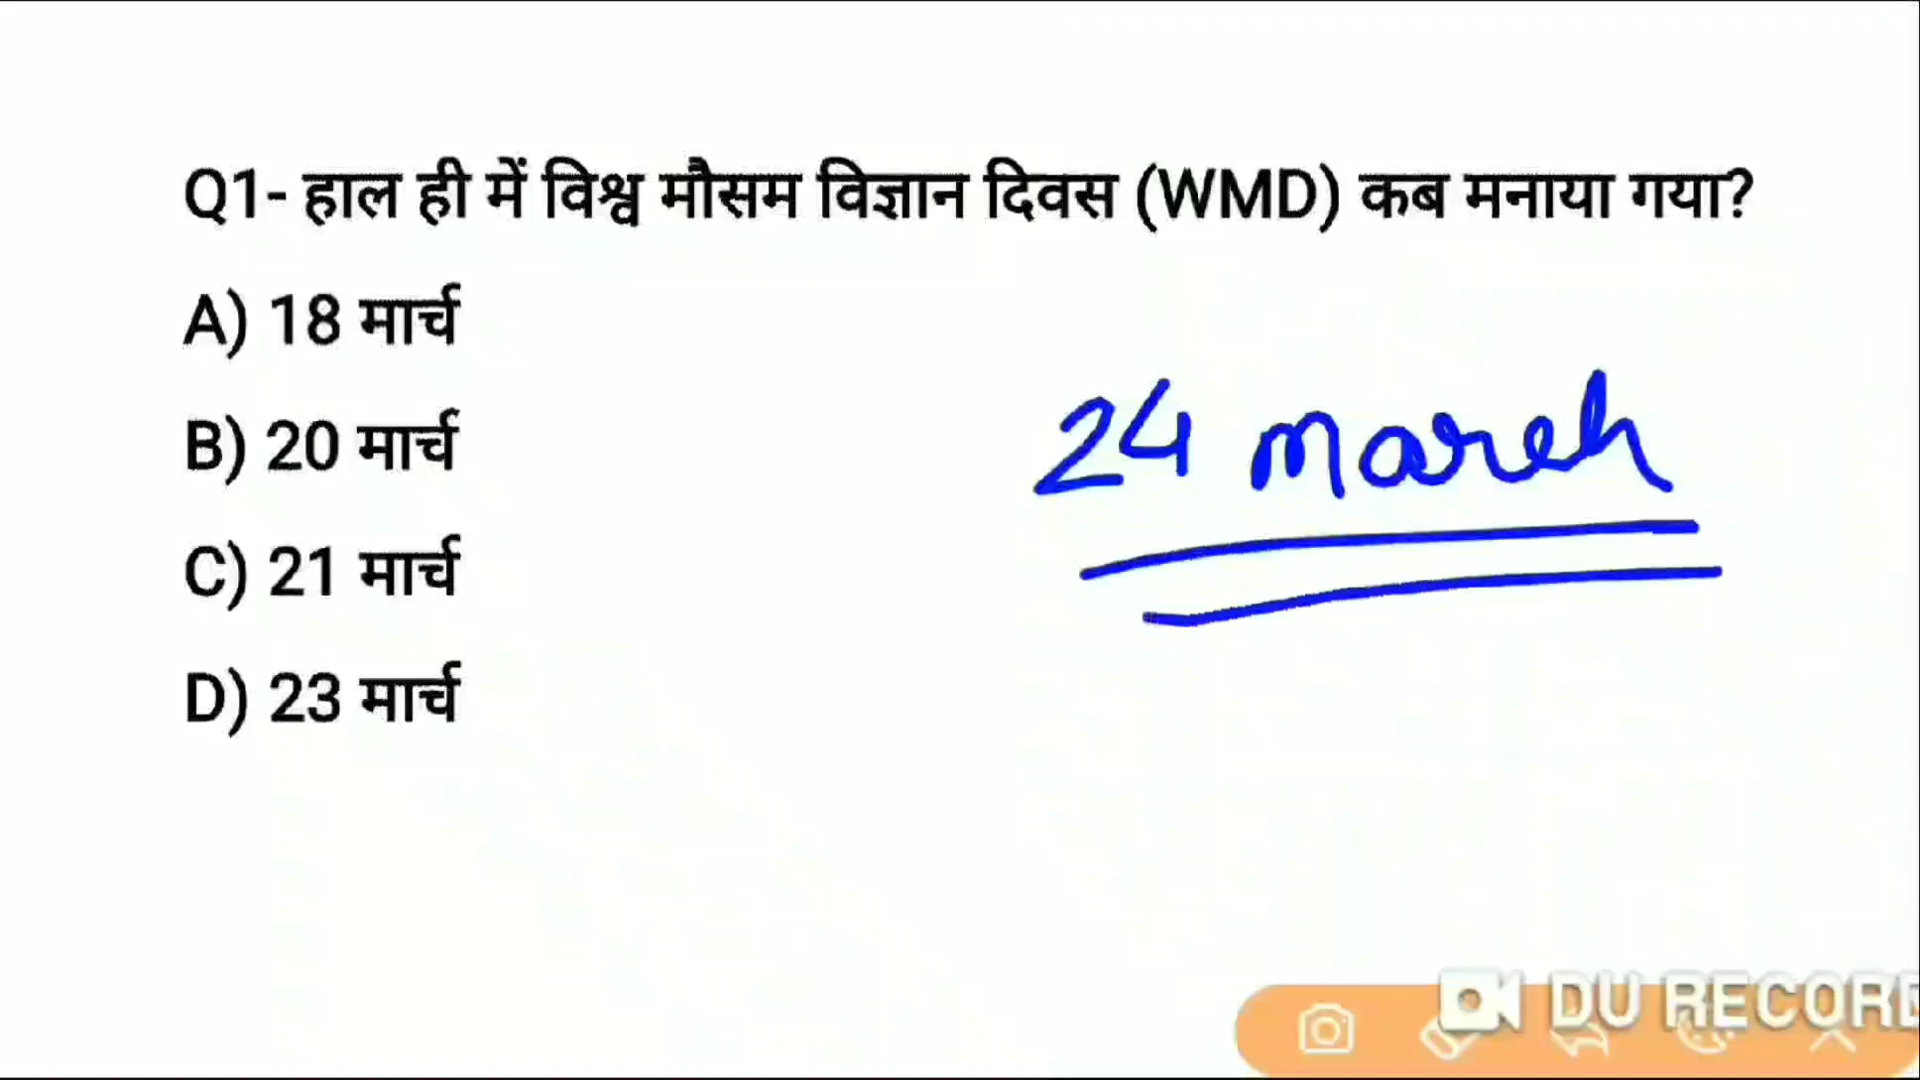 Q1- हाल ही में विश्व मौसम विज्ञान दिवस (WMD) कब मनाया गया?
A) 18 मार्च
B) 20 मार्च
24 march
C) 21 मार्च
D) 23 मार्च
DU RECORD